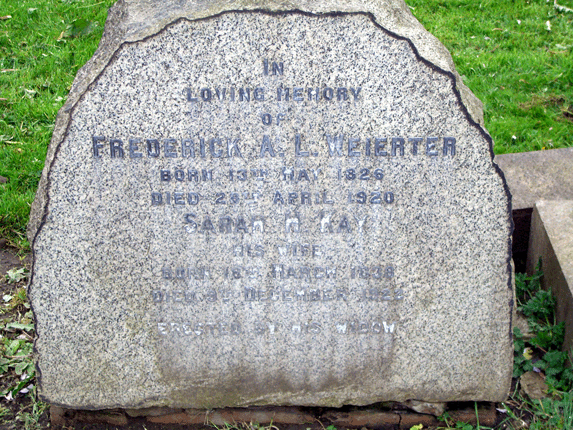 IN
LOVING MEMORY
OF
FREDERICK A. L. WEIERTER
BORN 13TH MAY 1826
DIED APRIL 1920
SARAH M. KAY
HIS WIFE
BORN MARCH
DIED DECEMBER
ERECTED BY HIS WIDOW